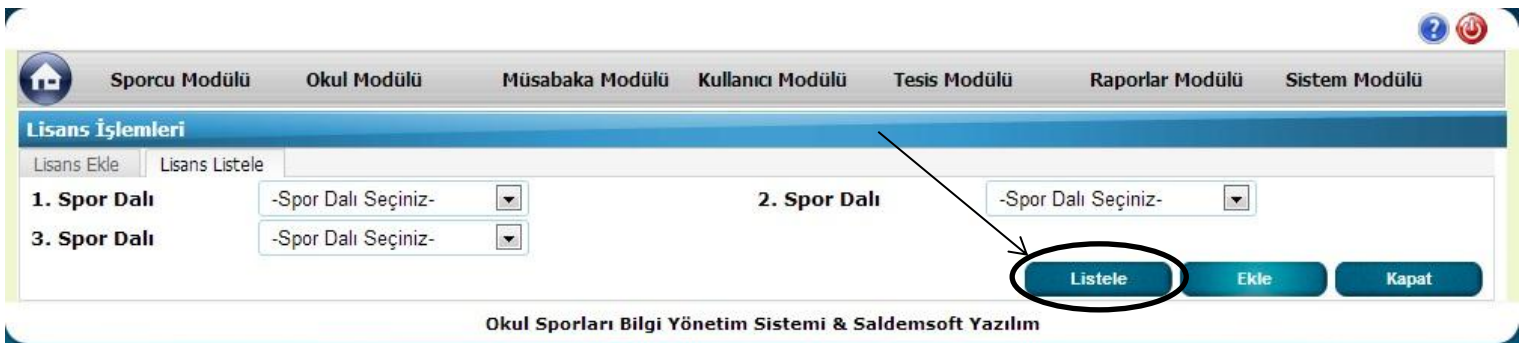 ?
Sporcu Modülü Okul Modülü Müsabaka Modülü Kullanıcı Modülü Tesis Modülü Raporlar Modülü Sistem Modülü
Lisans İşlemleri
Lisans Ekle Lisans Listele
1. Spor Dalı -Spor Dalı Seçiniz- 2. Spor Dalı -Spor Dalı Seçiniz-
3. Spor Dalı -Spor Dalı Seçiniz-
Listele Ekle Kapat
Okul Sporları Bilgi Yönetim Sistemi & Saldemsoft Yazılım